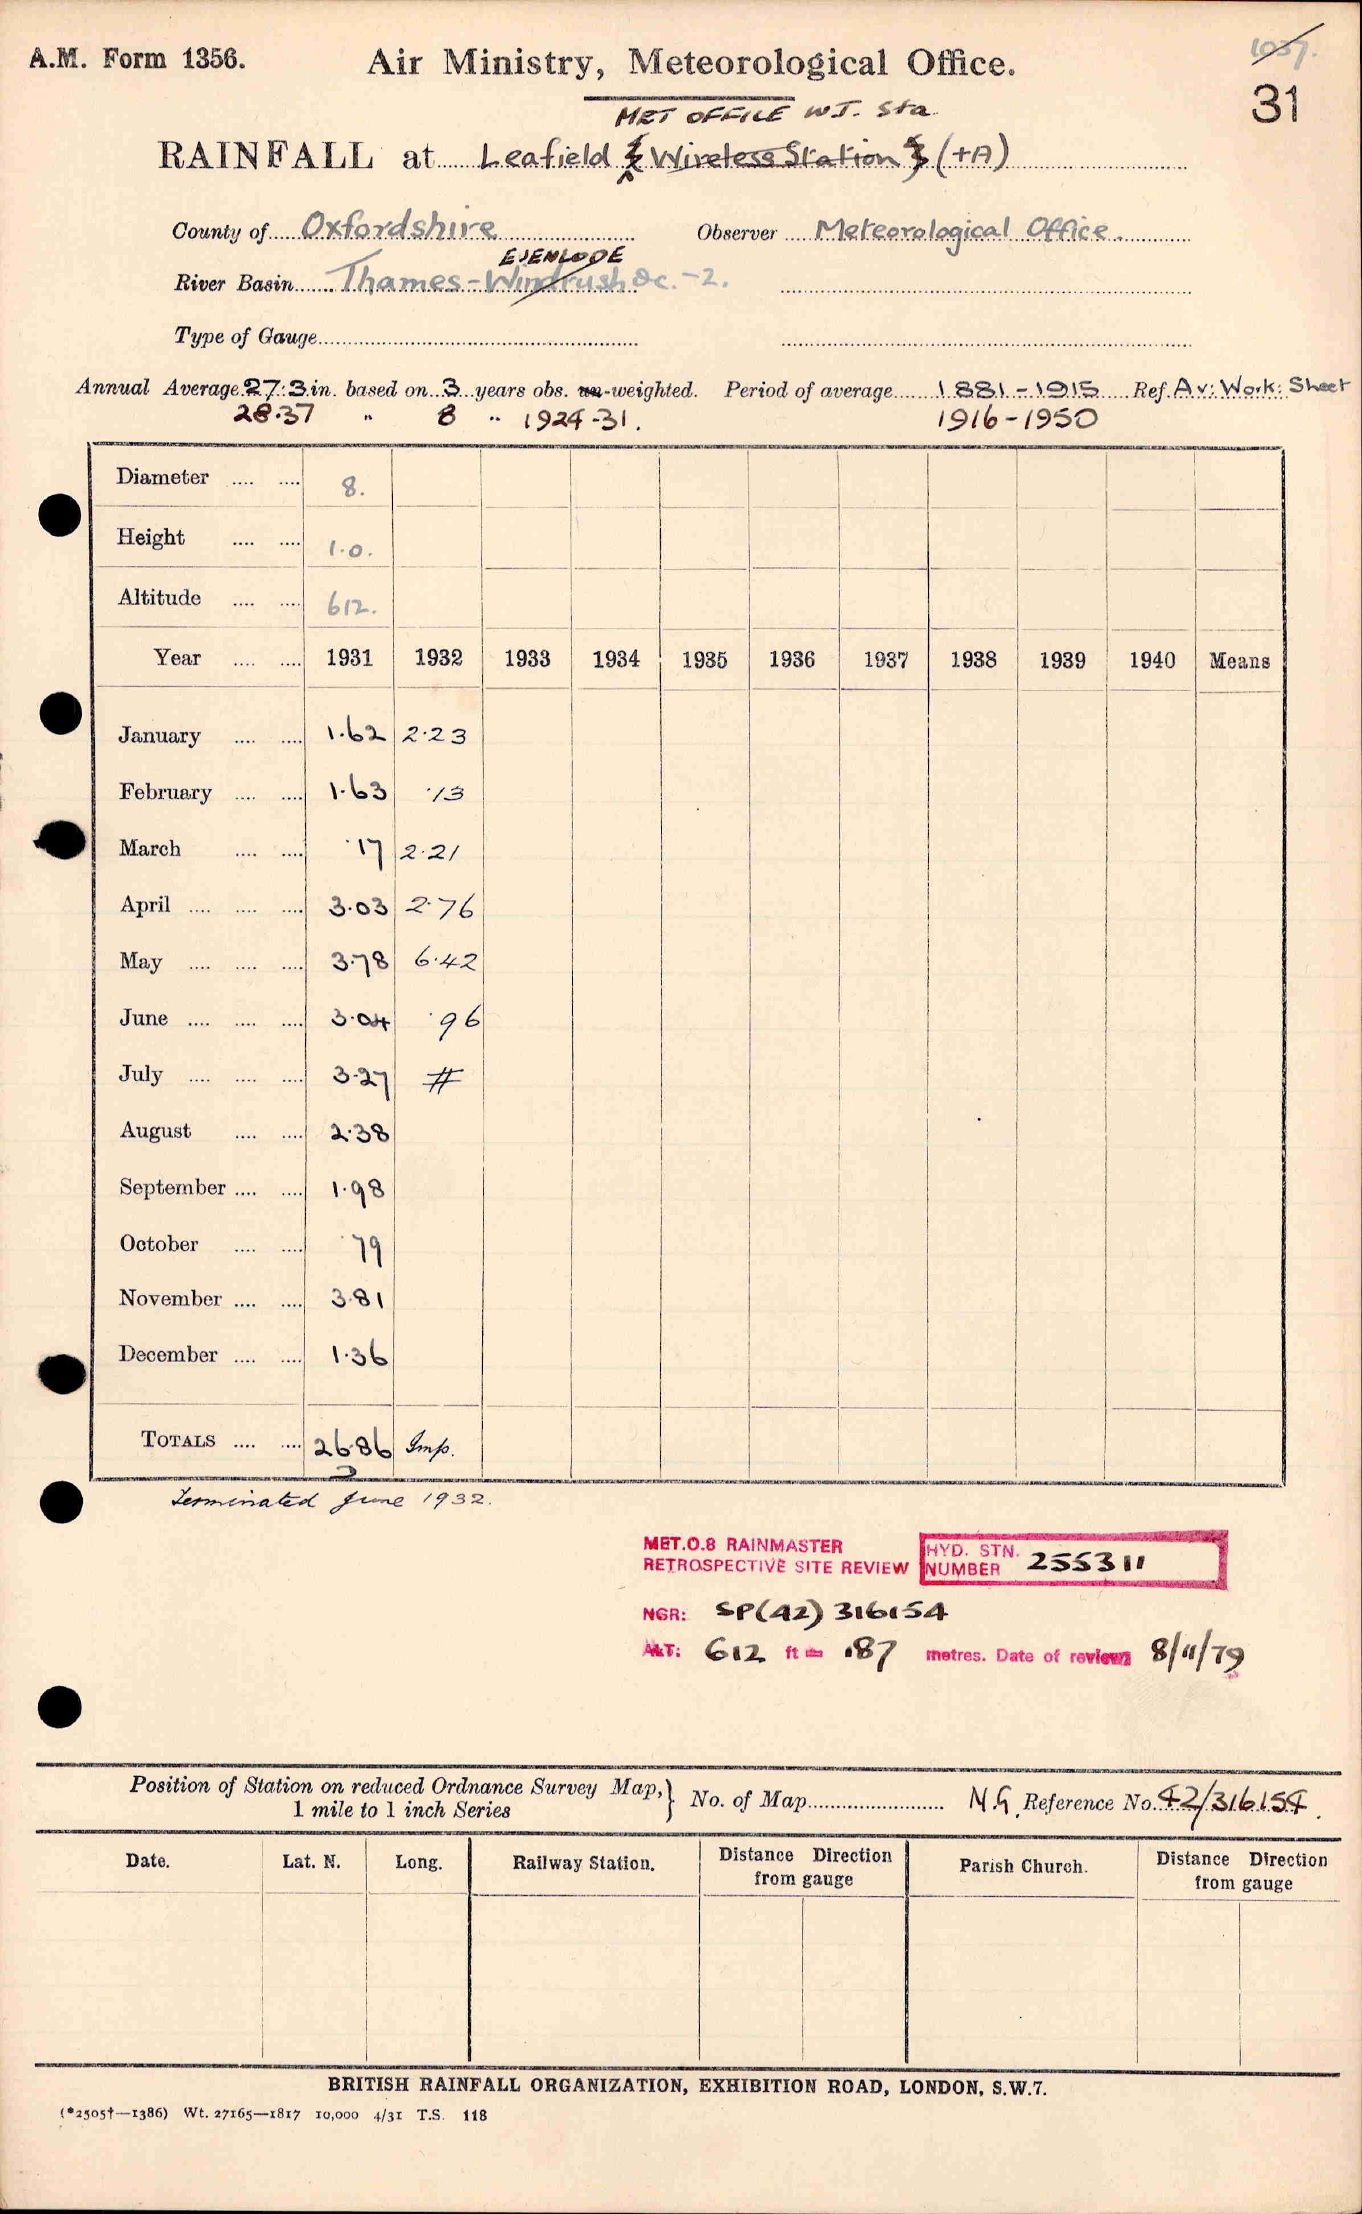 A.M. Form 1356.
Air Ministry, Meteorological Office.
1037.
31
MET OFFICE W.T. Sta.
RAINFALL at Leafield { Wireless Station } (+A)
County of Oxfordshire Observer Meteorological Office.
EVENLODE
River Basin Thames - Windrush &c. - 2.
Type of Gauge
Annual Average 27.3 in. based on 3 years obs. un-weighted. Period of average 1881-1915 Ref. Av: Work: Sheet
28.37 " 8 " 1924-31. 1916-1950
Diameter 8.
Height 1.0.
Altitude 612.
Year 1931 1932 1933 1934 1935 1936 1937 1938 1939 1940 Means
January 1.62 2.23
February 1.63 .13
March .17 2.21
April 3.03 2.76
May 3.78 6.42
June 3.04 .96
July 3.27 #
August 2.38
September 1.98
October .79
November 3.81
December 1.36
TOTALS 26.86 Imp.
Terminated June 1932.
MET.O.8 RAINMASTER
RETROSPECTIVE SITE REVIEW
HYD. STN. NUMBER 255311
NGR: SP(42) 316154
ALT: 612 ft = 187 metres. Date of review 8/11/79
Position of Station on reduced Ordnance Survey Map, } No. of Map N.G. Reference No. 42/316154.
1 mile to 1 inch Series
Date. Lat. N. Long. Railway Station. Distance Direction from gauge Parish Church. Distance Direction from gauge
BRITISH RAINFALL ORGANIZATION, EXHIBITION ROAD, LONDON, S.W.7.
(*2505†—1386) Wt. 27165—1817 10,000 4/31 T.S. 118